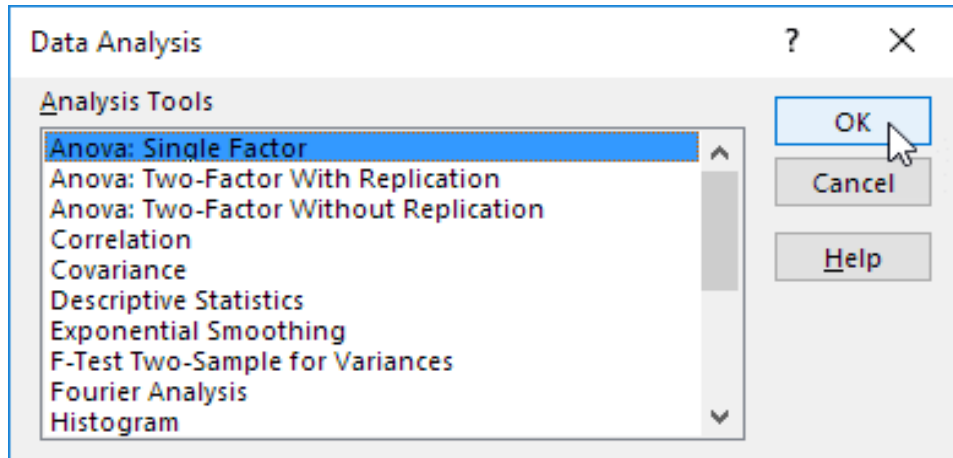 Data Analysis ?
Analysis Tools
Anova: Single Factor
Anova: Two-Factor With Replication
Anova: Two-Factor Without Replication
Correlation
Covariance
Descriptive Statistics
Exponential Smoothing
F-Test Two-Sample for Variances
Fourier Analysis
Histogram
OK
Cancel
Help